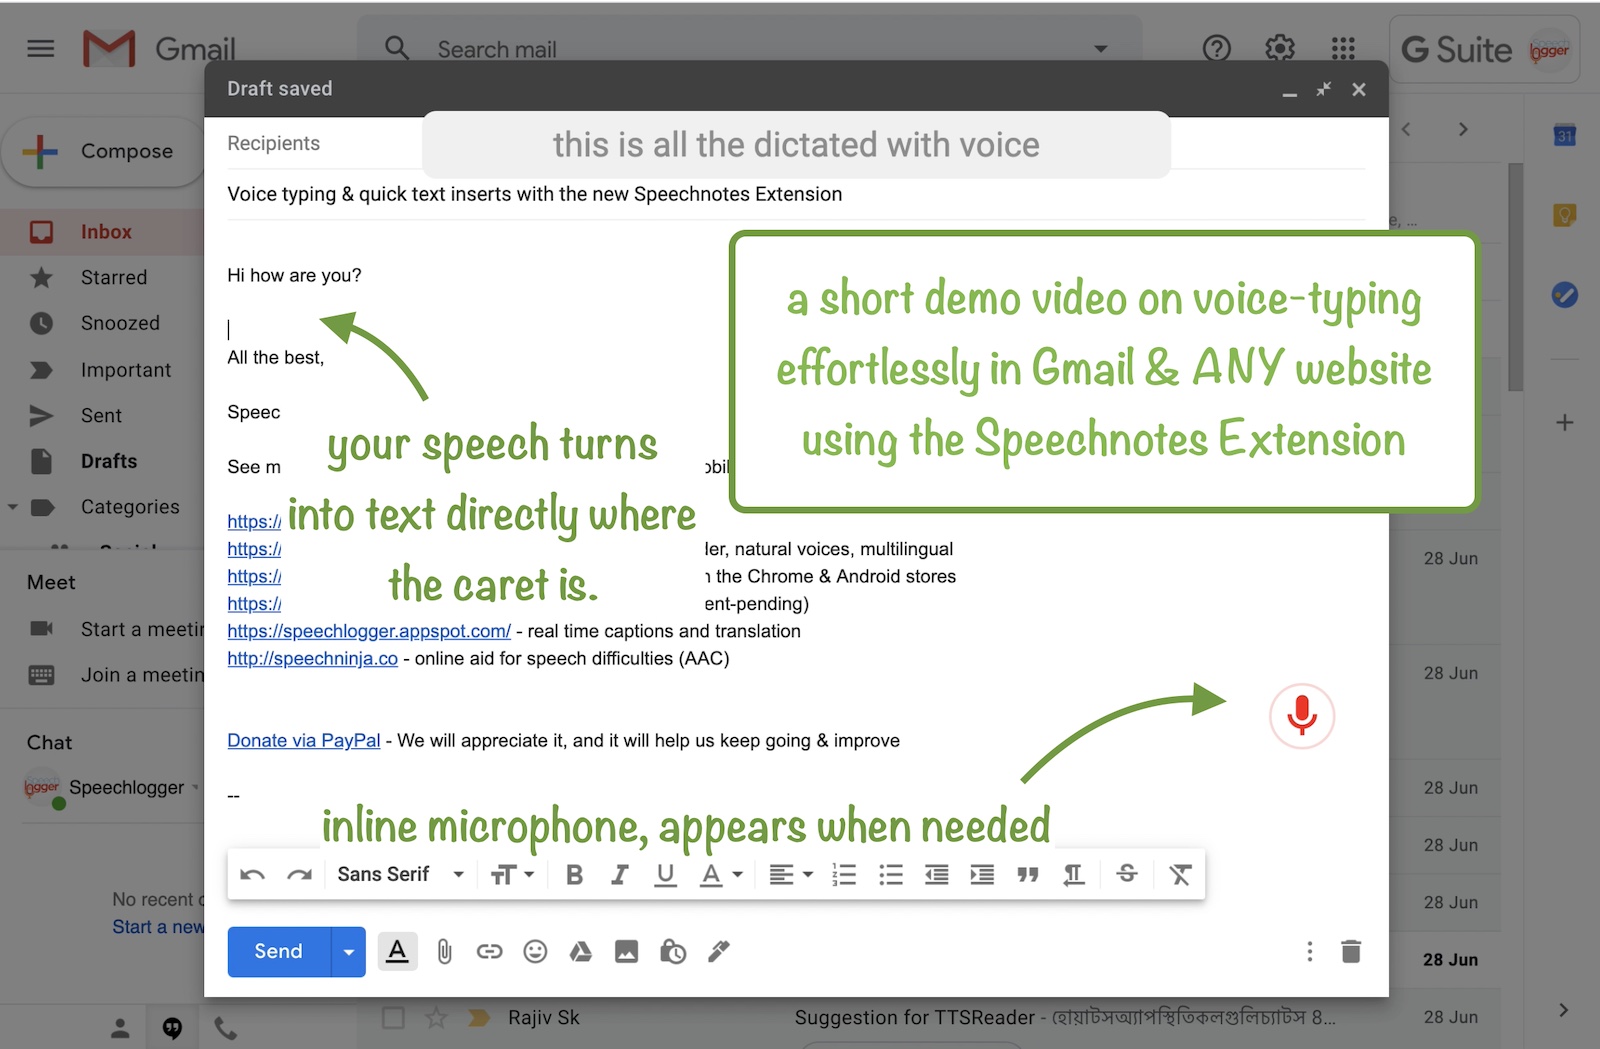 Gmail
Search mail
G Suite
Speech
logger
Draft saved
Recipients
this is all the dictated with voice
Voice typing & quick text inserts with the new Speechnotes Extension
Compose
Inbox
Starred
Snoozed
Important
Sent
Drafts
Categories
Meet
Start a meetin
Join a meetin
Chat
Speechlogger
No recent c
Start a new
Hi how are you?
All the best,
Speec
See m
https://
https://
ler, natural voices, multilingual
https://
n the Chrome & Android stores
https://
ent-pending)
https://speechlogger.appspot.com/ - real time captions and translation
http://speechninja.co - online aid for speech difficulties (AAC)
Donate via PayPal - We will appreciate it, and it will help us keep going & improve
--
a short demo video on voice-typing
effortlessly in Gmail & ANY website
using the Speechnotes Extension
your speech turns
into text directly where
the caret is.
inline microphone, appears when needed
Sans Serif
Send
31
e, ...
28 Jun
28 Jun
28 Jun
28 Jun
28 Jun
28 Jun
Rajiv Sk
Suggestion for TTSReader - হোয়াটসঅ্যাপস্থিতিকলগুলিচ্যাটস 8...
28 Jun